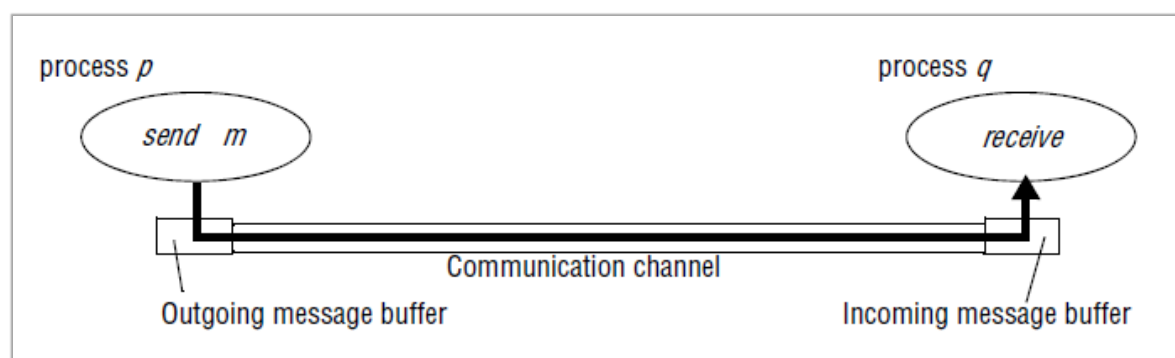 process p
process q
send m
receive
Communication channel
Outgoing message buffer
Incoming message buffer